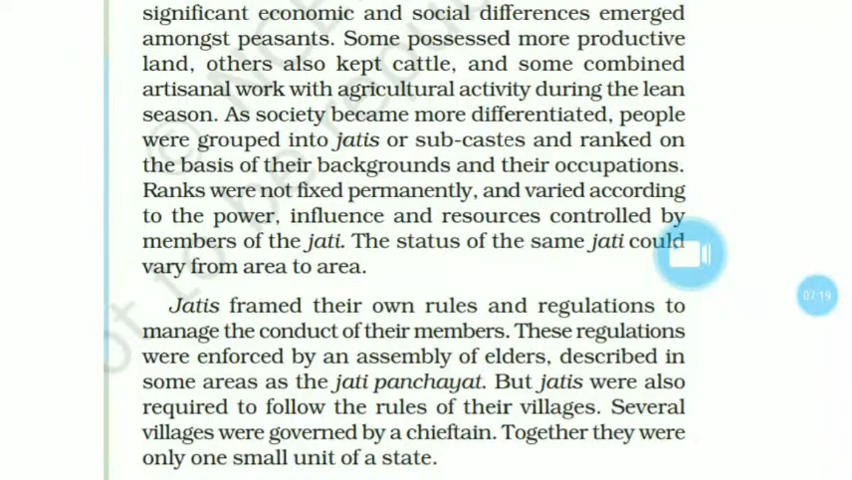 significant economic and social differences emerged
amongst peasants. Some possessed more productive
land, others also kept cattle, and some combined
artisanal work with agricultural activity during the lean
season. As society became more differentiated, people
were grouped into jatis or sub-castes and ranked on
the basis of their backgrounds and their occupations.
Ranks were not fixed permanently, and varied according
to the power, influence and resources controlled by
members of the jati. The status of the same jati could
vary from area to area.
07:19
Jatis framed their own rules and regulations to
manage the conduct of their members. These regulations
were enforced by an assembly of elders, described in
some areas as the jati panchayat. But jatis were also
required to follow the rules of their villages. Several
villages were governed by a chieftain. Together they were
only one small unit of a state.